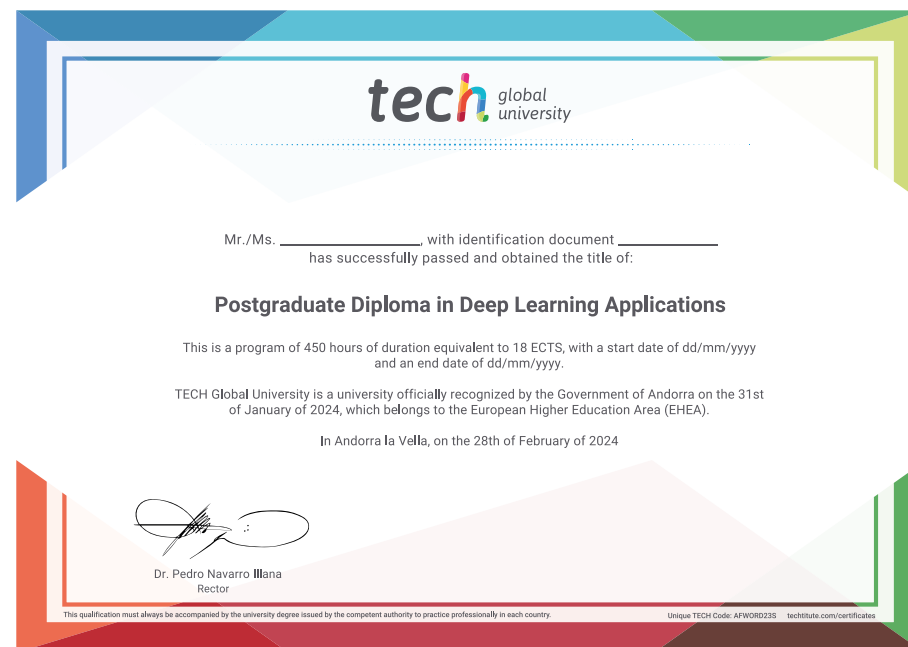 tech global
university
Mr./Ms. ____________, with identification document ____________
has successfully passed and obtained the title of:
Postgraduate Diploma in Deep Learning Applications
This is a program of 450 hours of duration equivalent to 18 ECTS, with a start date of dd/mm/yyyy
and an end date of dd/mm/yyyy.
TECH Global University is a university officially recognized by the Government of Andorra on the 31st
of January of 2024, which belongs to the European Higher Education Area (EHEA).
In Andorra la Vella, on the 28th of February of 2024
Dr. Pedro Navarro Illana
Rector
This qualification must always be accompanied by the university degree issued by the competent authority to practice professionally in each country.
Unique TECH Code: AFWORD23S techtitute.com/certificates